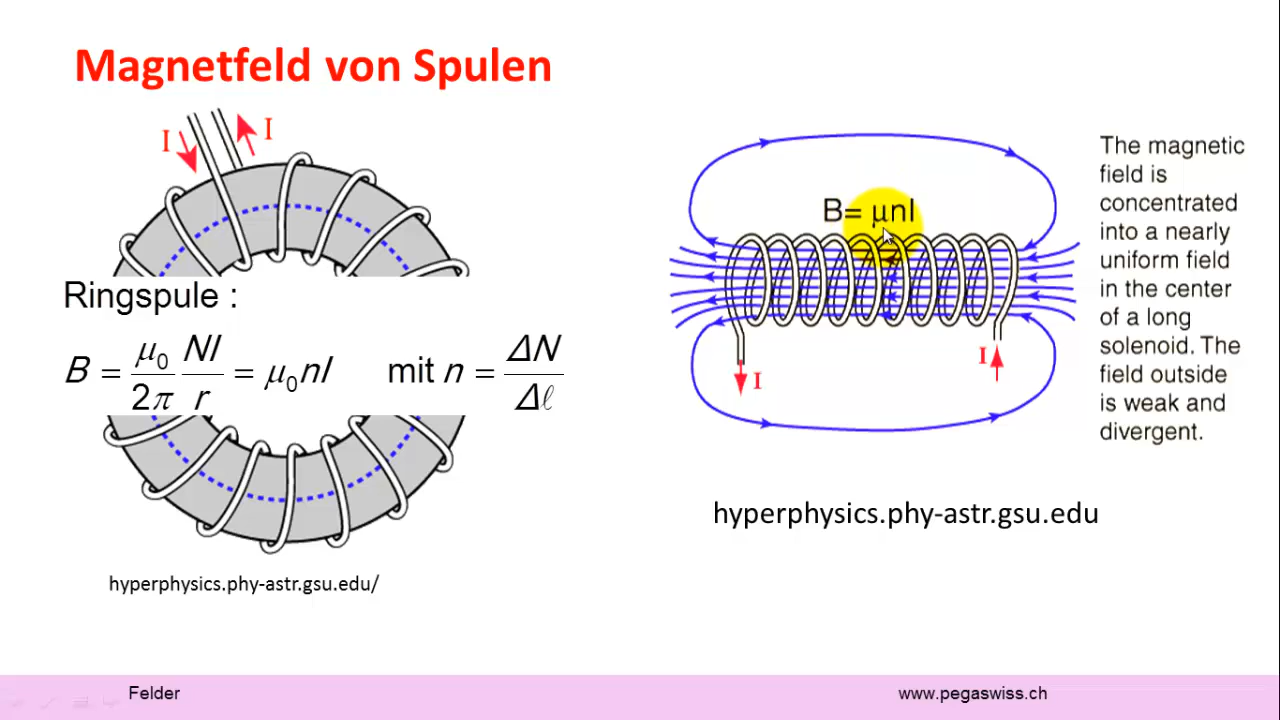 Magnetfeld von Spulen
I I
Ringspule :
B = μ₀/2π NI/r = μ₀nI mit n = ΔN/Δℓ
hyperphysics.phy-astr.gsu.edu/
B= μnI
I I
The magnetic
field is
concentrated
into a nearly
uniform field
in the center
of a long
solenoid. The
field outside
is weak and
divergent.
hyperphysics.phy-astr.gsu.edu
Felder
www.pegaswiss.ch